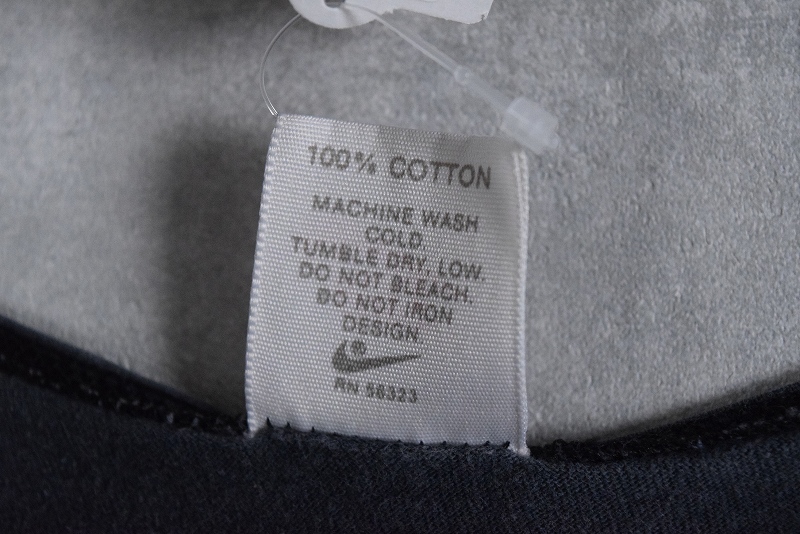 100% COTTON
MACHINE WASH
COLD.
TUMBLE DRY, LOW.
DO NOT BLEACH.
DO NOT IRON
DESIGN
®
RN 56323